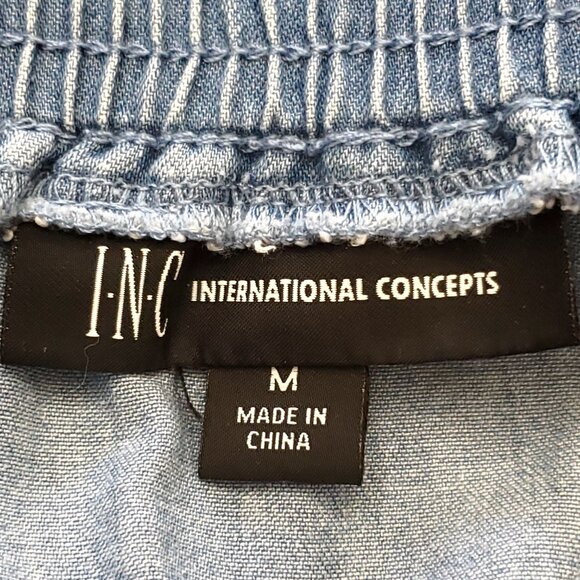 I·N·C INTERNATIONAL CONCEPTS
M
MADE IN
CHINA